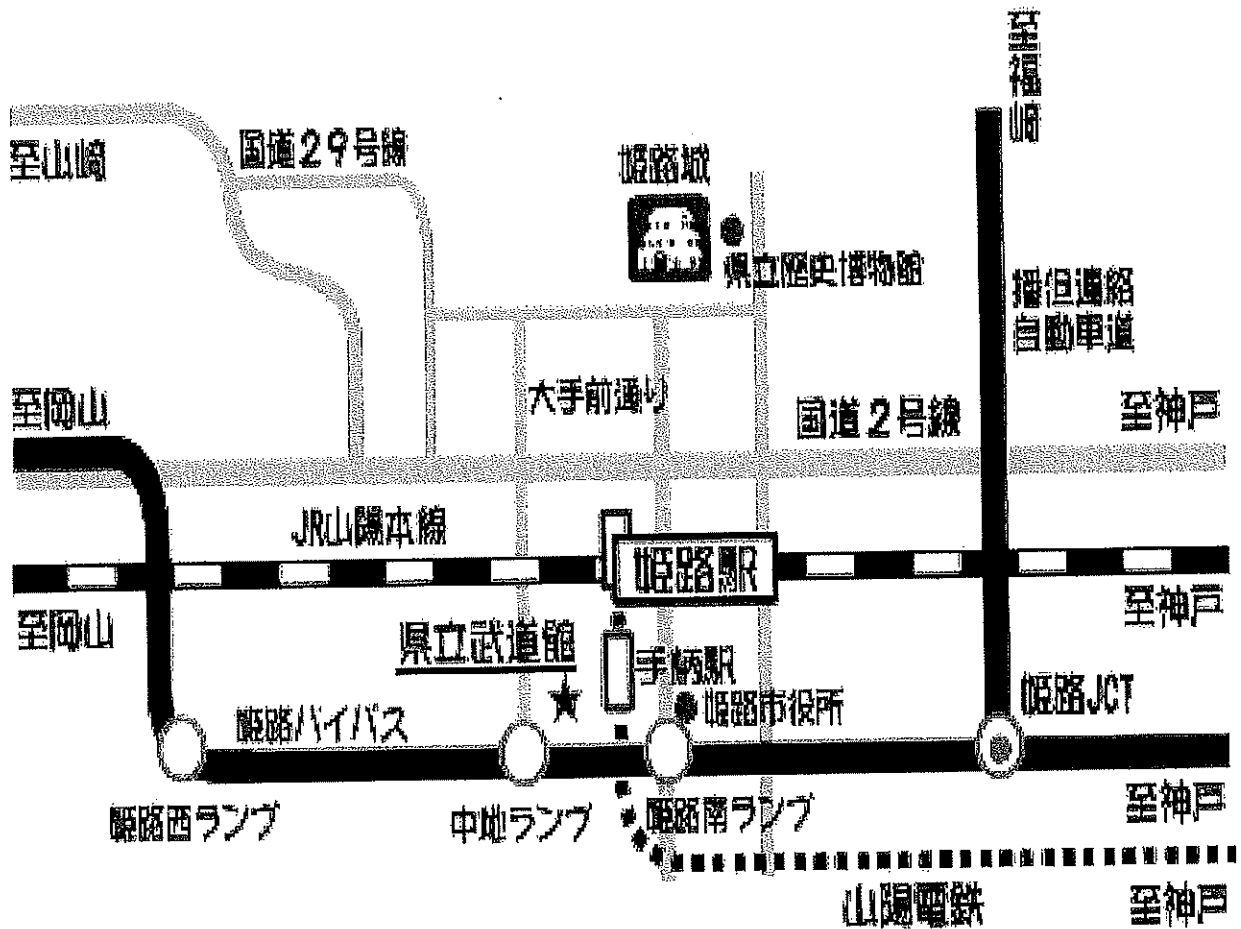 至福崎
国道29号線
至山崎
姫路城
県立歴史博物館
播但連絡
自動車道
大手前通り
至岡山
国道2号線
至神戸
JR山陽本線
姫路駅
至岡山
至神戸
県立武道館
手柄駅
姫路市役所
姫路JCT
姫路バイパス
姫路西ランプ
中地ランプ
姫路南ランプ
至神戸
山陽電鉄
至神戸